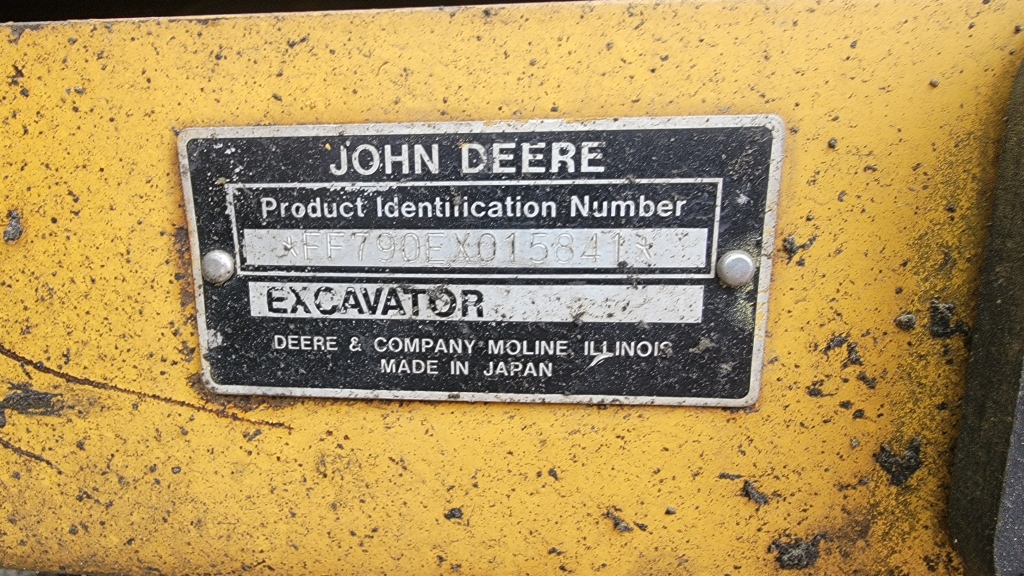 JOHN DEERE
Product Identification Number
*FF790EX015841*
EXCAVATOR
DEERE & COMPANY MOLINE ILLINOIS
MADE IN JAPAN